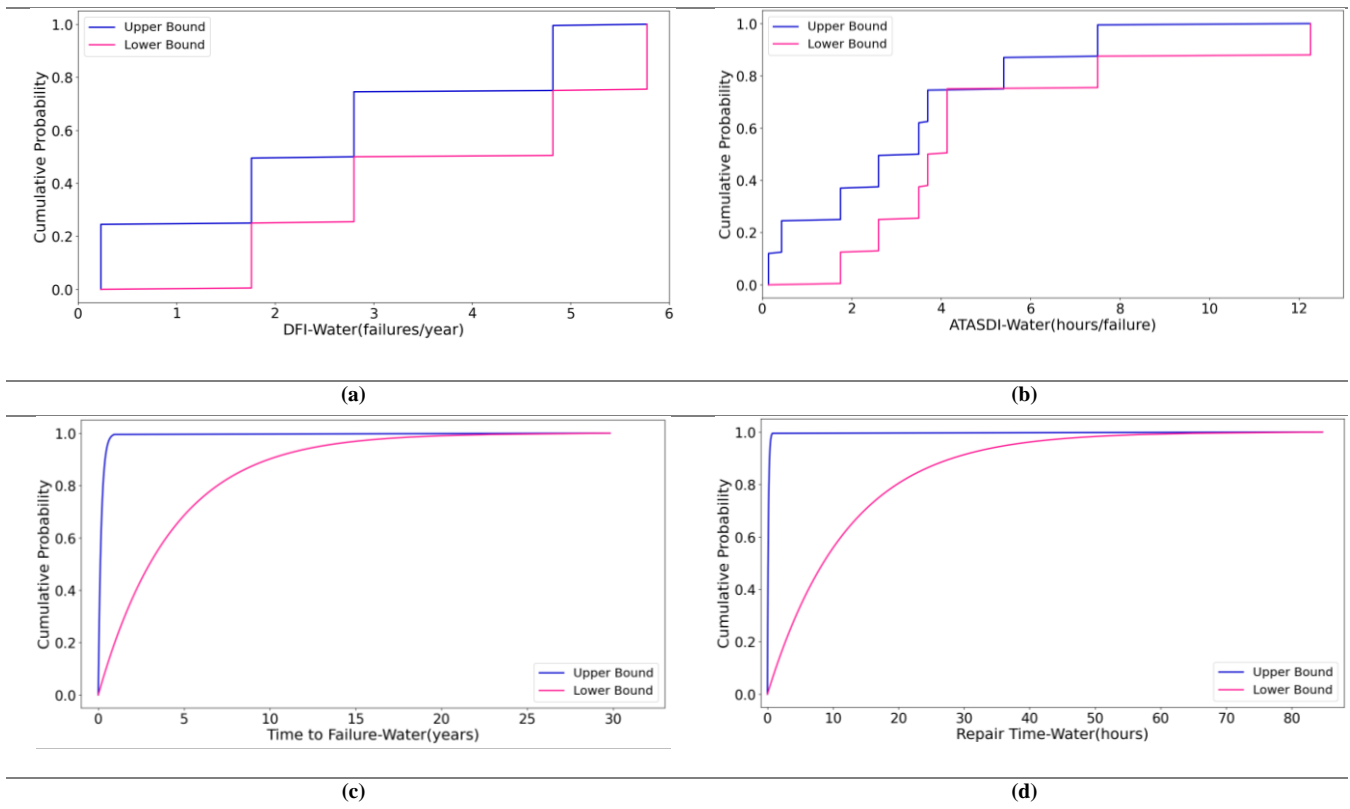 Upper Bound
Lower Bound
Cumulative Probability
1.0
0.8
0.6
0.4
0.2
0.0
0 1 2 3 4 5 6
DFI-Water(failures/year)
(a)
Upper Bound
Lower Bound
Cumulative Probability
1.0
0.8
0.6
0.4
0.2
0.0
0 2 4 6 8 10 12
ATASDI-Water(hours/failure)
(b)
Cumulative Probability
1.0
0.8
0.6
0.4
0.2
0.0
Upper Bound
Lower Bound
0 5 10 15 20 25 30
Time to Failure-Water(years)
(c)
Cumulative Probability
1.0
0.8
0.6
0.4
0.2
0.0
Upper Bound
Lower Bound
0 10 20 30 40 50 60 70 80
Repair Time-Water(hours)
(d)